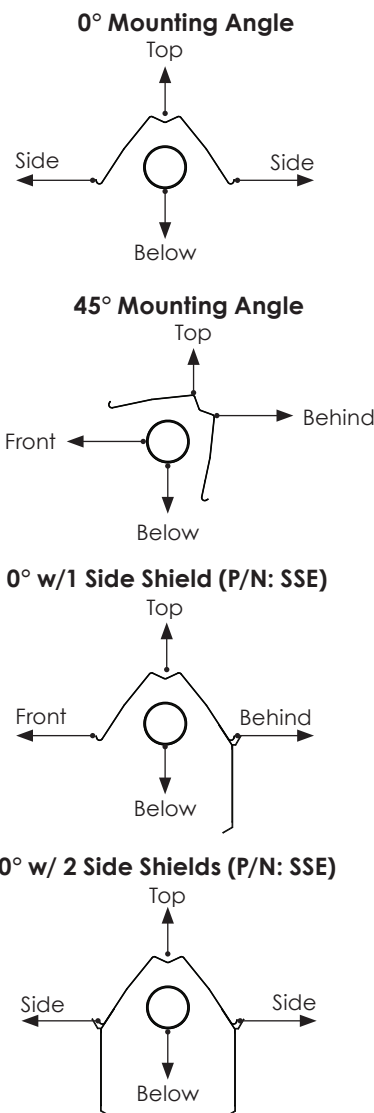 0° Mounting Angle
Top
Side Side
Below
45° Mounting Angle
Top
Behind
Front
Below
0° w/1 Side Shield (P/N: SSE)
Top
Front Behind
Below
0° w/ 2 Side Shields (P/N: SSE)
Top
Side Side
Below